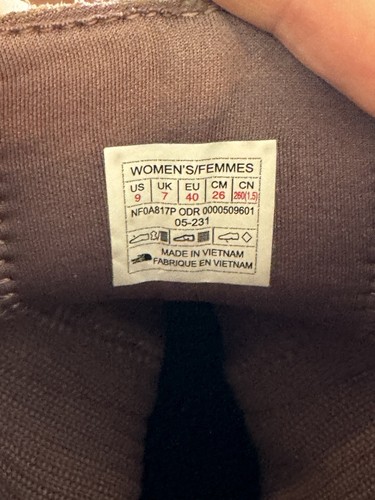 WOMEN'S/FEMMES
US UK EU CM CN
9 7 40 26 260(1.5)
NF0A817P ODR 0000509601
05-231
MADE IN VIETNAM
FABRIQUE EN VIETNAM